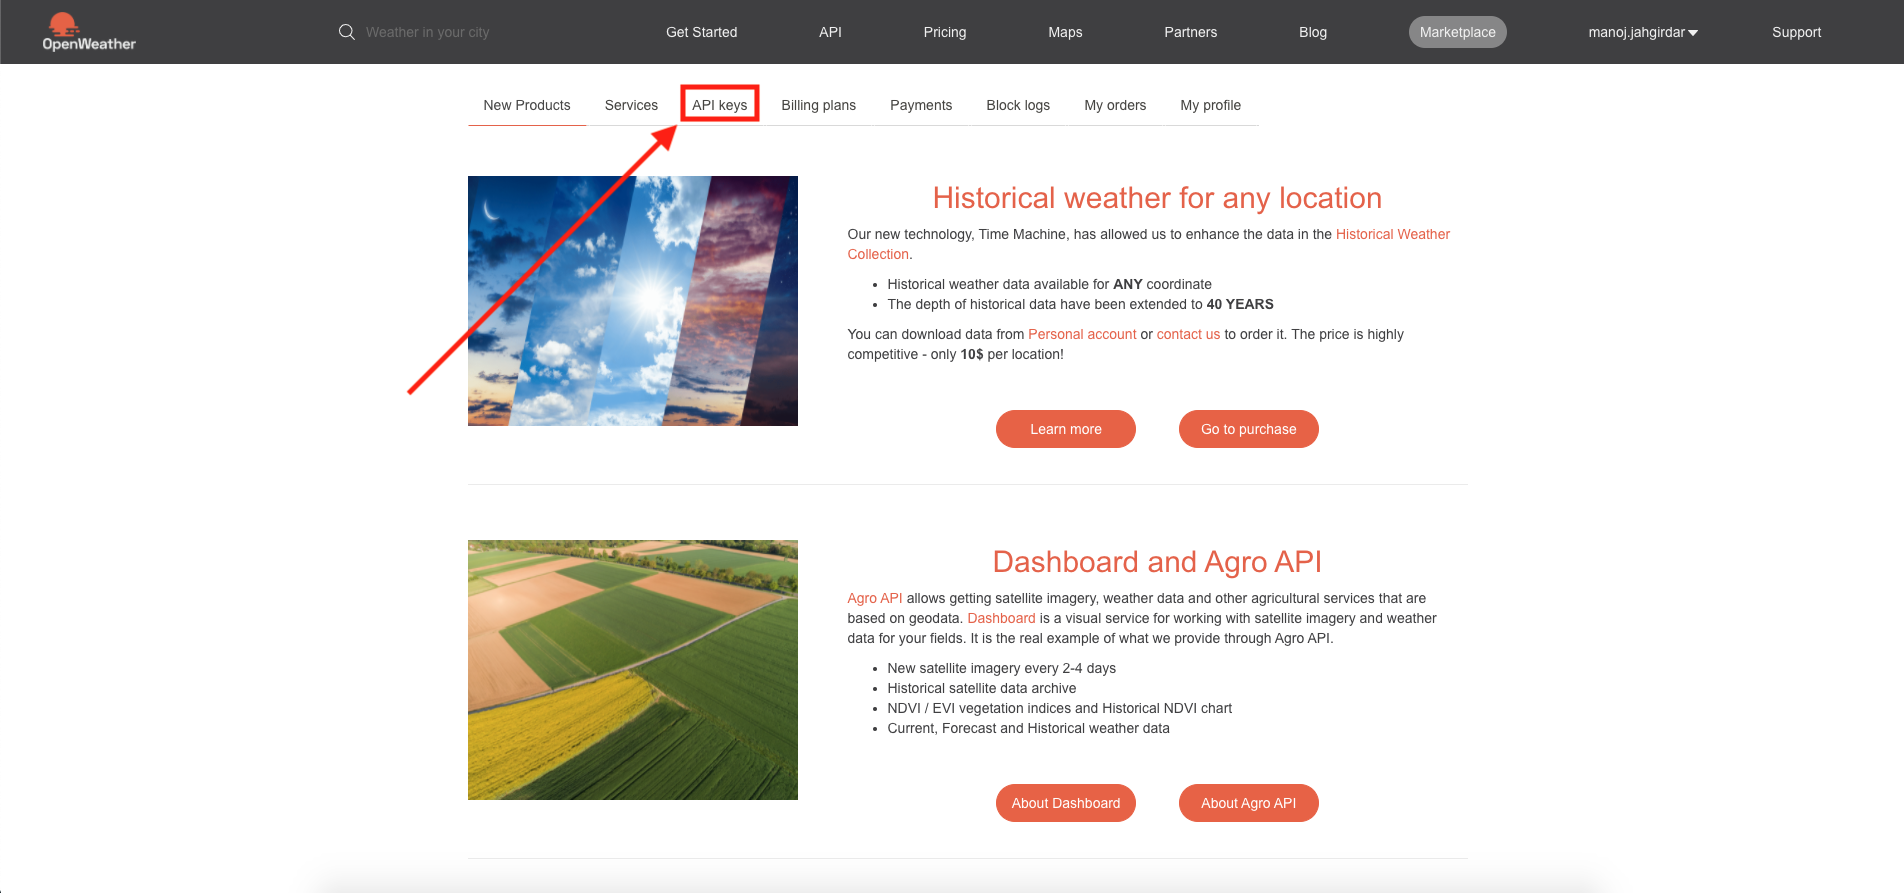 OpenWeather
Weather in your city
Get Started
API
Pricing
Maps
Partners
Blog
Marketplace
manoj.jahgirdar
Support
New Products
Services
API keys
Billing plans
Payments
Block logs
My orders
My profile
Historical weather for any location
Our new technology, Time Machine, has allowed us to enhance the data in the Historical Weather
Collection.
• Historical weather data available for ANY coordinate
• The depth of historical data have been extended to 40 YEARS
You can download data from Personal account or contact us to order it. The price is highly
competitive - only 10$ per location!
Learn more
Go to purchase
Dashboard and Agro API
Agro API allows getting satellite imagery, weather data and other agricultural services that are
based on geodata. Dashboard is a visual service for working with satellite imagery and weather
data for your fields. It is the real example of what we provide through Agro API.
• New satellite imagery every 2-4 days
• Historical satellite data archive
• NDVI / EVI vegetation indices and Historical NDVI chart
• Current, Forecast and Historical weather data
About Dashboard
About Agro API